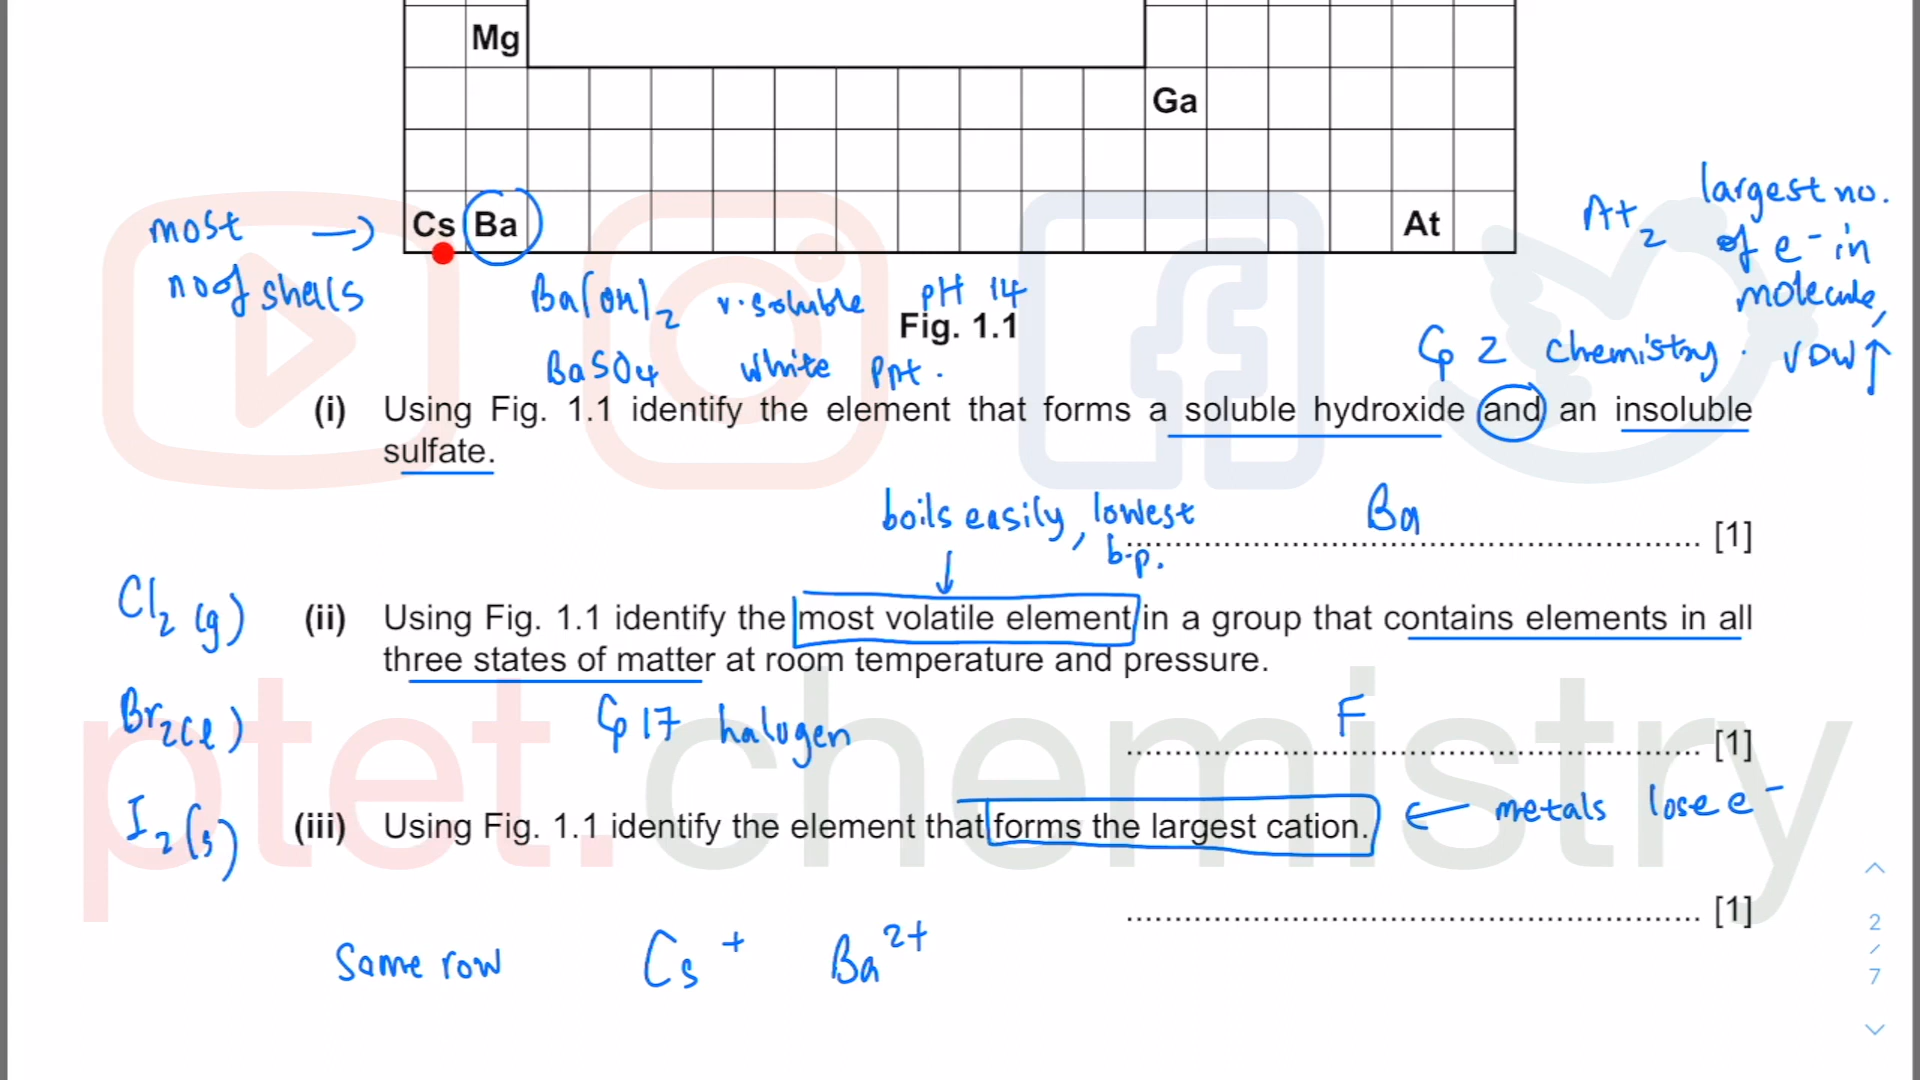 Mg
Ga
Cs Ba At
most →
no of shells
At2
largest no.
of e- in
molecule,
VDW↑
Ba(OH)2 v.soluble pH 14
Fig. 1.1
BaSO4 white ppt.
Gp 2 chemistry.
(i) Using Fig. 1.1 identify the element that forms a soluble hydroxide and an insoluble
sulfate.
boils easily, lowest
b.p.
Ba
........................................................ [1]
Cl2 (g)
(ii) Using Fig. 1.1 identify the most volatile element in a group that contains elements in all
three states of matter at room temperature and pressure.
Br2(l)
Gp 17 halogen
F
........................................................ [1]
I2(s)
(iii) Using Fig. 1.1 identify the element that forms the largest cation.
← metals lose e-
........................................................ [1]
Same row Cs+ Ba2+
ptet.chemistry
2
/
7